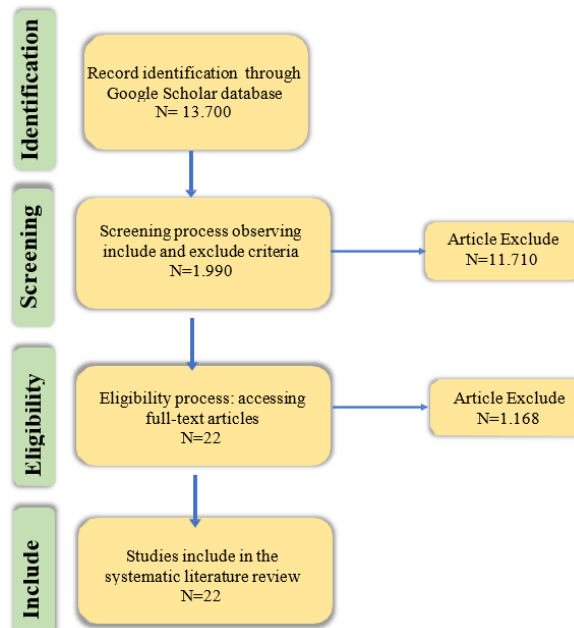 Identification
Record identification through
Google Scholar database
N= 13.700
Screening
Screening process observing
include and exclude criteria
N=1.990
Article Exclude
N=11.710
Eligibility
Eligibility process: accessing
full-text articles
N=22
Article Exclude
N=1.168
Include
Studies include in the
systematic literature review
N=22